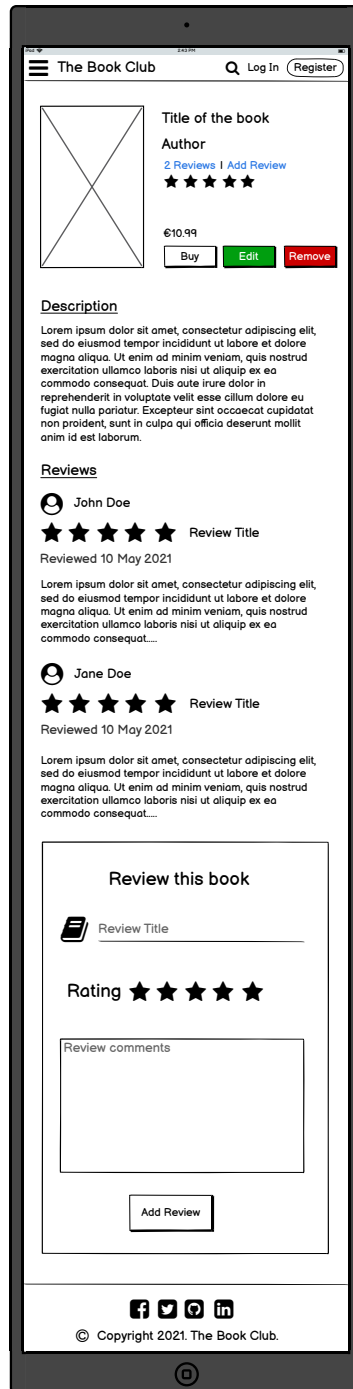 iPad
2:43 PM
The Book Club
Log In
Register
Title of the book
Author
2 Reviews | Add Review
€10.99
Buy
Edit
Remove
Description
Lorem ipsum dolor sit amet, consectetur adipiscing elit,
sed do eiusmod tempor incididunt ut labore et dolore
magna aliqua. Ut enim ad minim veniam, quis nostrud
exercitation ullamco laboris nisi ut aliquip ex ea
commodo consequat. Duis aute irure dolor in
reprehenderit in voluptate velit esse cillum dolore eu
fugiat nulla pariatur. Excepteur sint occaecat cupidatat
non proident, sunt in culpa qui officia deserunt mollit
anim id est laborum.
Reviews
John Doe
Review Title
Reviewed 10 May 2021
Lorem ipsum dolor sit amet, consectetur adipiscing elit,
sed do eiusmod tempor incididunt ut labore et dolore
magna aliqua. Ut enim ad minim veniam, quis nostrud
exercitation ullamco laboris nisi ut aliquip ex ea
commodo consequat.....
Jane Doe
Review Title
Reviewed 10 May 2021
Lorem ipsum dolor sit amet, consectetur adipiscing elit,
sed do eiusmod tempor incididunt ut labore et dolore
magna aliqua. Ut enim ad minim veniam, quis nostrud
exercitation ullamco laboris nisi ut aliquip ex ea
commodo consequat.....
Review this book
Review Title
Rating
Review comments
Add Review
© Copyright 2021. The Book Club.